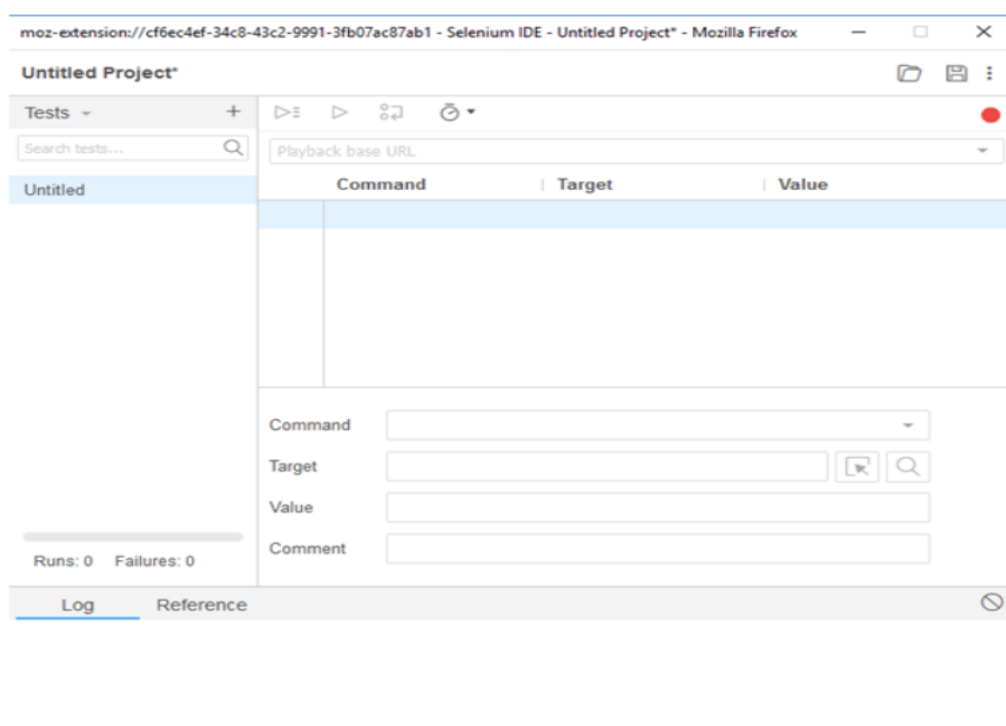 moz-extension://cf6ec4ef-34c8-43c2-9991-3fb07ac87ab1 - Selenium IDE - Untitled Project* - Mozilla Firefox
Untitled Project*
Tests
Search tests...
Untitled
Runs: 0 Failures: 0
Playback base URL
Command Target Value
Command
Target
Value
Comment
Log Reference